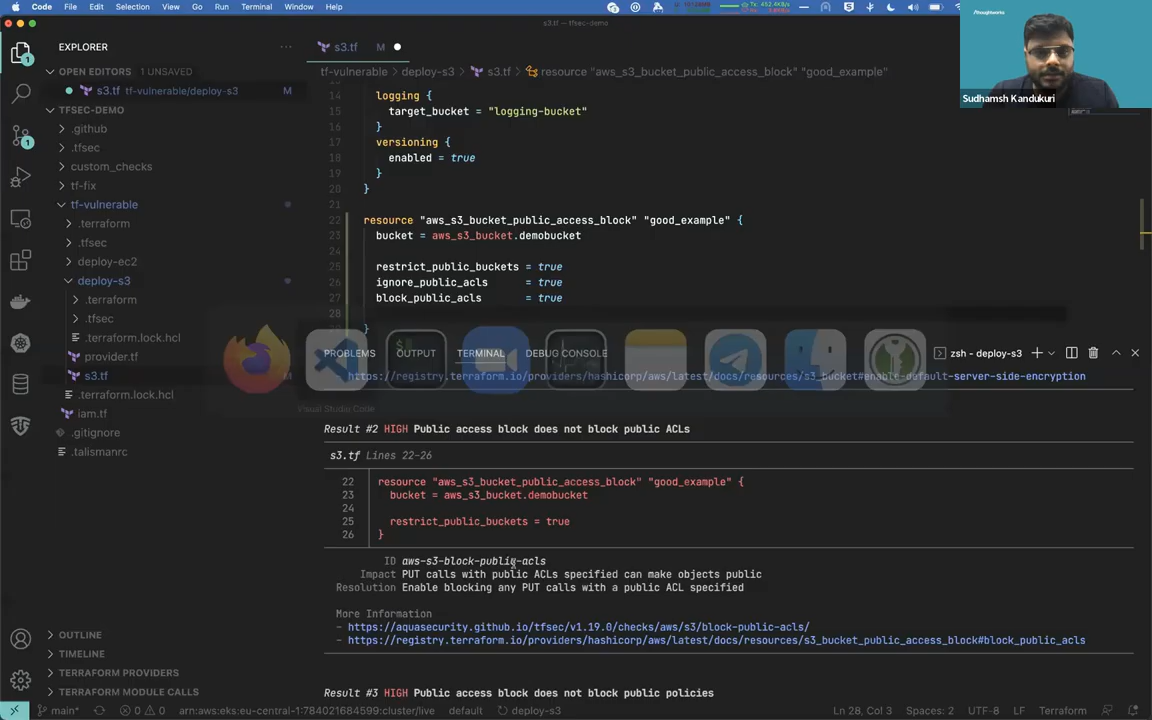 Code File Edit Selection View Go Run Terminal Window Help
s3.tf — tfsec-demo
/thoughtworks
Sudhamsh Kandukuri
EXPLORER
OPEN EDITORS 1 UNSAVED
s3.tf tf-vulnerable/deploy-s3 M
TFSEC-DEMO
.github
.tfsec
custom_checks
tf-fix
tf-vulnerable
.terraform
.tfsec
deploy-ec2
deploy-s3
.terraform
.tfsec
.terraform.lock.hcl
provider.tf
s3.tf M
.terraform.lock.hcl
iam.tf
.gitignore
.talismanrc
OUTLINE
TIMELINE
TERRAFORM PROVIDERS
TERRAFORM MODULE CALLS
s3.tf M
tf-vulnerable > deploy-s3 > s3.tf > resource "aws_s3_bucket_public_access_block" "good_example"
14 logging {
15 target_bucket = "logging-bucket"
16 }
17 versioning {
18 enabled = true
19 }
20 }
21
22 resource "aws_s3_bucket_public_access_block" "good_example" {
23 bucket = aws_s3_bucket.demobucket
24
25 restrict_public_buckets = true
26 ignore_public_acls = true
27 block_public_acls = true
28
}
PROBLEMS OUTPUT TERMINAL DEBUG CONSOLE
zsh - deploy-s3
https://registry.terraform.io/providers/hashicorp/aws/latest/docs/resources/s3_bucket#enable-default-server-side-encryption
Visual Studio Code
Result #2 HIGH Public access block does not block public ACLs
s3.tf Lines 22-26
22 resource "aws_s3_bucket_public_access_block" "good_example" {
23 bucket = aws_s3_bucket.demobucket
24
25 restrict_public_buckets = true
26 }
ID aws-s3-block-public-acls
Impact PUT calls with public ACLs specified can make objects public
Resolution Enable blocking any PUT calls with a public ACL specified
More Information
- https://aquasecurity.github.io/tfsec/v1.19.0/checks/aws/s3/block-public-acls/
- https://registry.terraform.io/providers/hashicorp/aws/latest/docs/resources/s3_bucket_public_access_block#block_public_acls
Result #3 HIGH Public access block does not block public policies
main* 0 0 arn:aws:eks:eu-central-1:784021684599:cluster/live default deploy-s3 Ln 28, Col 3 Spaces: 2 UTF-8 LF Terraform